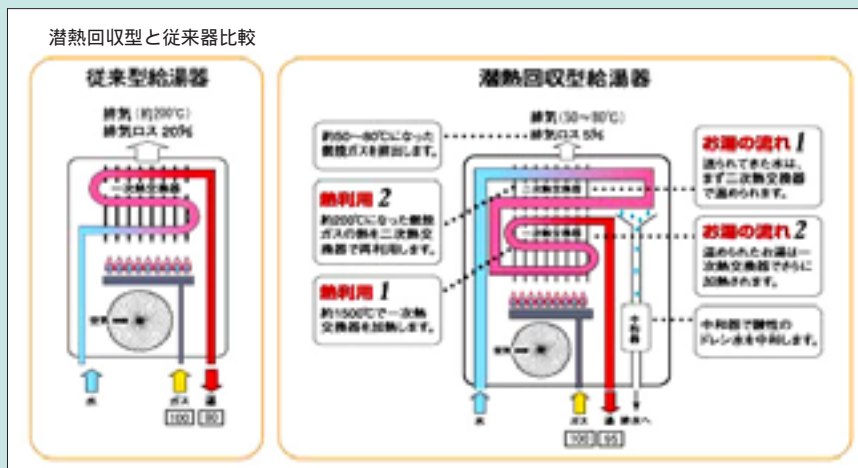 潜熱回収型と従来器比較
従来型給湯器
排気（約200℃）
排気ロス 20%
一次熱交換器
空気
水
ガス
湯
100
80
潜熱回収型給湯器
排気（50〜80℃）
排気ロス 5%
約50〜80℃になった
燃焼ガスを排出します。
熱利用 2
約200℃になった燃焼
ガスの熱を二次熱交
換器で再利用します。
熱利用 1
約1500℃で一次熱
交換器を加熱します。
二次熱交換器
一次熱交換器
空気
中和器
水
ガス
湯
排水へ
100
95
お湯の流れ 1
送られてきた水は、
まず二次熱交換器
で温められます。
お湯の流れ 2
温められたお湯は一
次熱交換器でさらに
加熱されます。
中和器で酸性の
ドレン水を中和します。